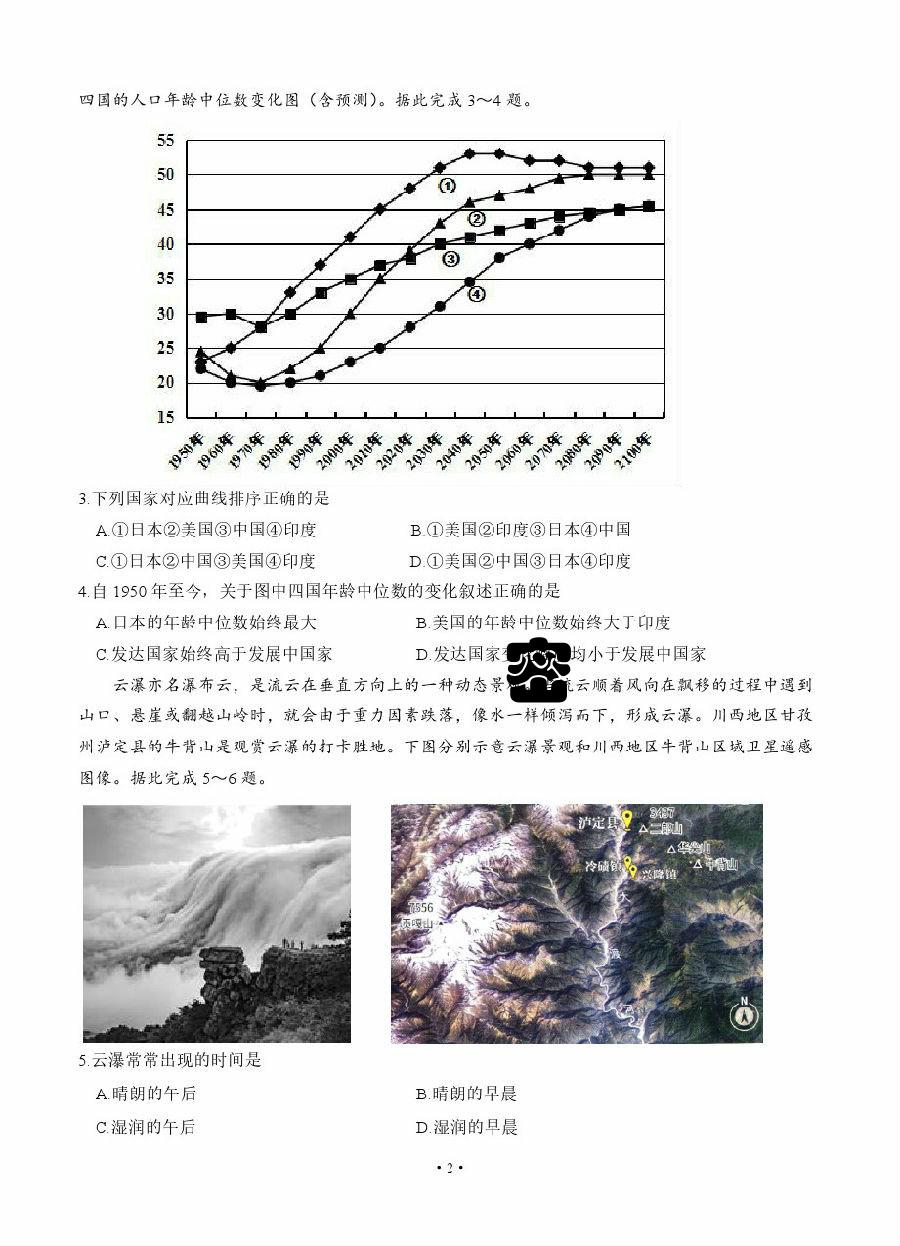 四国的人口年龄中位数变化图（含预测）。据此完成 3～4 题。
55
50
45
40
35
30
25
20
15
①
②
③
④
1950年 1960年 1970年 1980年 1990年 2000年 2010年 2020年 2030年 2040年 2050年 2060年 2070年 2080年 2090年 2100年
3.下列国家对应曲线排序正确的是
A.①日本②美国③中国④印度 B.①美国②印度③日本④中国
C.①日本②中国③美国④印度 D.①美国②中国③日本④印度
4.自 1950 年至今，关于图中四国年龄中位数的变化叙述正确的是
A.日本的年龄中位数始终最大 B.美国的年龄中位数始终大于印度
C.发达国家始终高于发展中国家 D.发达国家 均小于发展中国家
云瀑亦名瀑布云，是流云在垂直方向上的一种动态景 流云顺着风向在飘移的过程中遇到
山口、悬崖或翻越山岭时，就会由于重力因素跌落，像水一样倾泻而下，形成云瀑。川西地区甘孜
州泸定县的牛背山是观赏云瀑的打卡胜地。下图分别示意云瀑景观和川西地区牛背山区域卫星遥感
图像。据此完成 5～6 题。
泸定县
3437
二郎山
华尖山
牛背山
冷碛镇
兴隆镇
大
7556
贡嘎山
N
5.云瀑常常出现的时间是
A.晴朗的午后 B.晴朗的早晨
C.湿润的午后 D.湿润的早晨
• 2 •